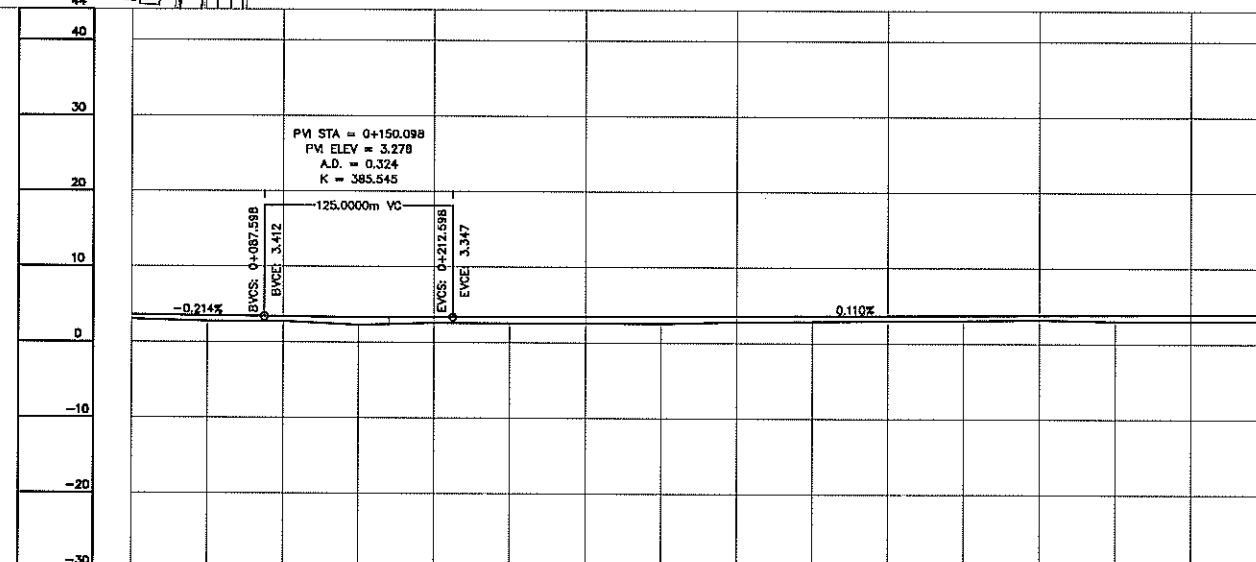 44
40
30
PVI STA = 0+150.098
PVI ELEV = 3.278
A.D. = 0.324
K = 385.545
20
125.0000m VC
BVCS: 0+087.598
BVCE: 3.412
EVCS: 0+212.598
EVCE: 3.347
10
-0.214%
0.110%
0
-10
-20
-30